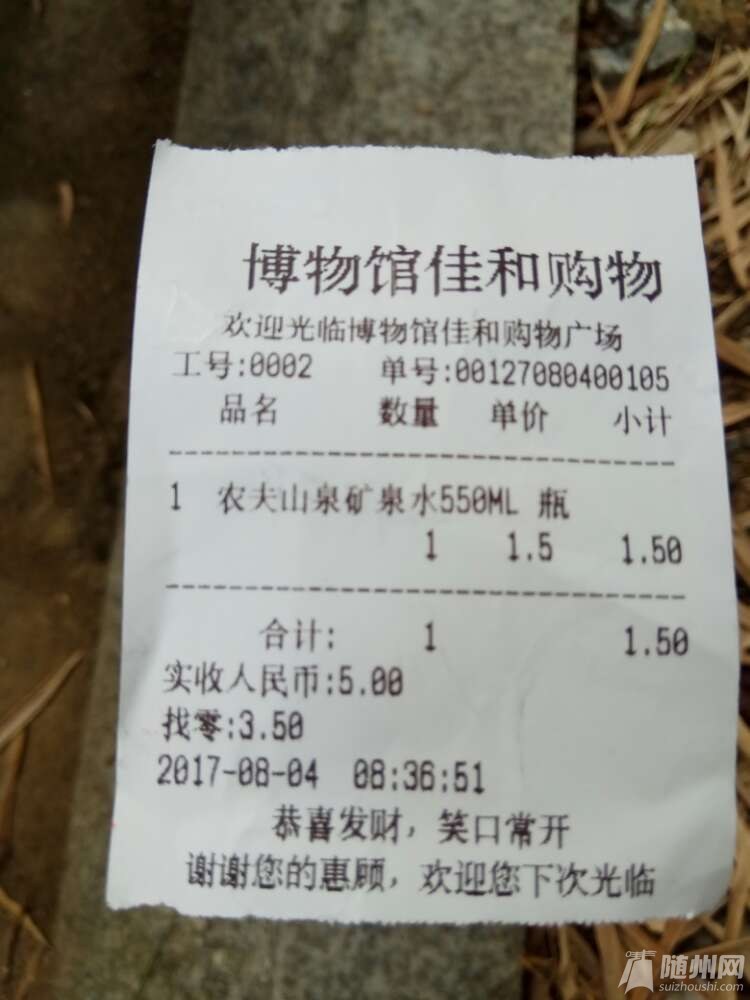 博物馆佳和购物
欢迎光临博物馆佳和购物广场
工号:0002 单号:00127080400105
品名 数量 单价 小计
--------------------------------
1 农夫山泉矿泉水550ML 瓶
1 1.5 1.50
--------------------------------
合计: 1 1.50
实收人民币:5.00
找零:3.50
2017-08-04 08:36:51
恭喜发财，笑口常开
谢谢您的惠顾，欢迎您下次光临
随州网
suizhoushi.com